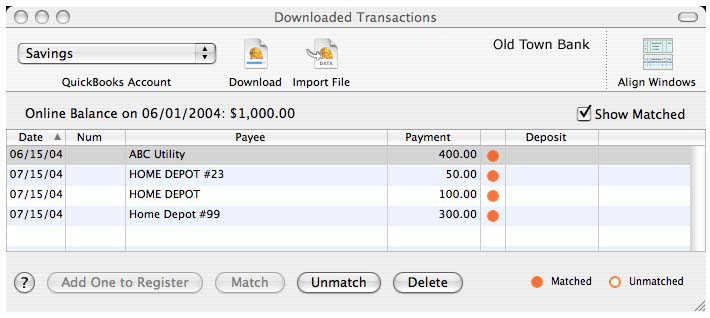 Downloaded Transactions
Savings
Old Town Bank
DATA
QuickBooks Account Download Import File Align Windows
Online Balance on 06/01/2004: $1,000.00 Show Matched
Date Num Payee Payment Deposit
06/15/04 ABC Utility 400.00
07/15/04 HOME DEPOT #23 50.00
07/15/04 HOME DEPOT 100.00
07/15/04 Home Depot #99 300.00
? Add One to Register Match Unmatch Delete Matched Unmatched